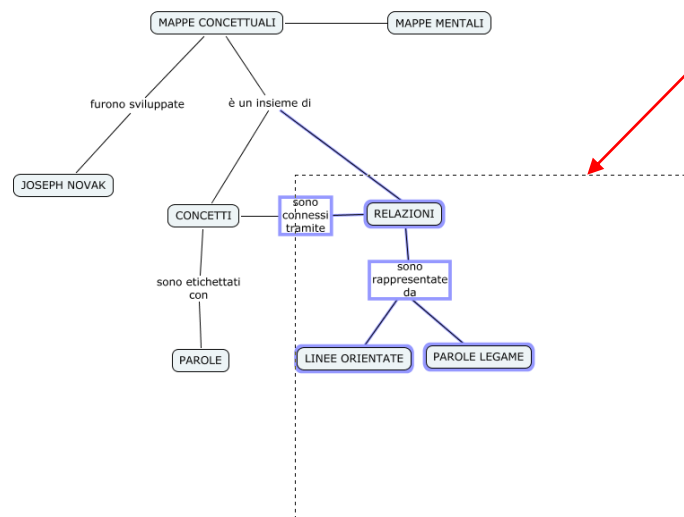 MAPPE CONCETTUALI
MAPPE MENTALI
furono sviluppate
è un insieme di
JOSEPH NOVAK
CONCETTI
sono
connessi
tramite
RELAZIONI
sono etichettati
con
sono
rappresentate
da
PAROLE
LINEE ORIENTATE
PAROLE LEGAME